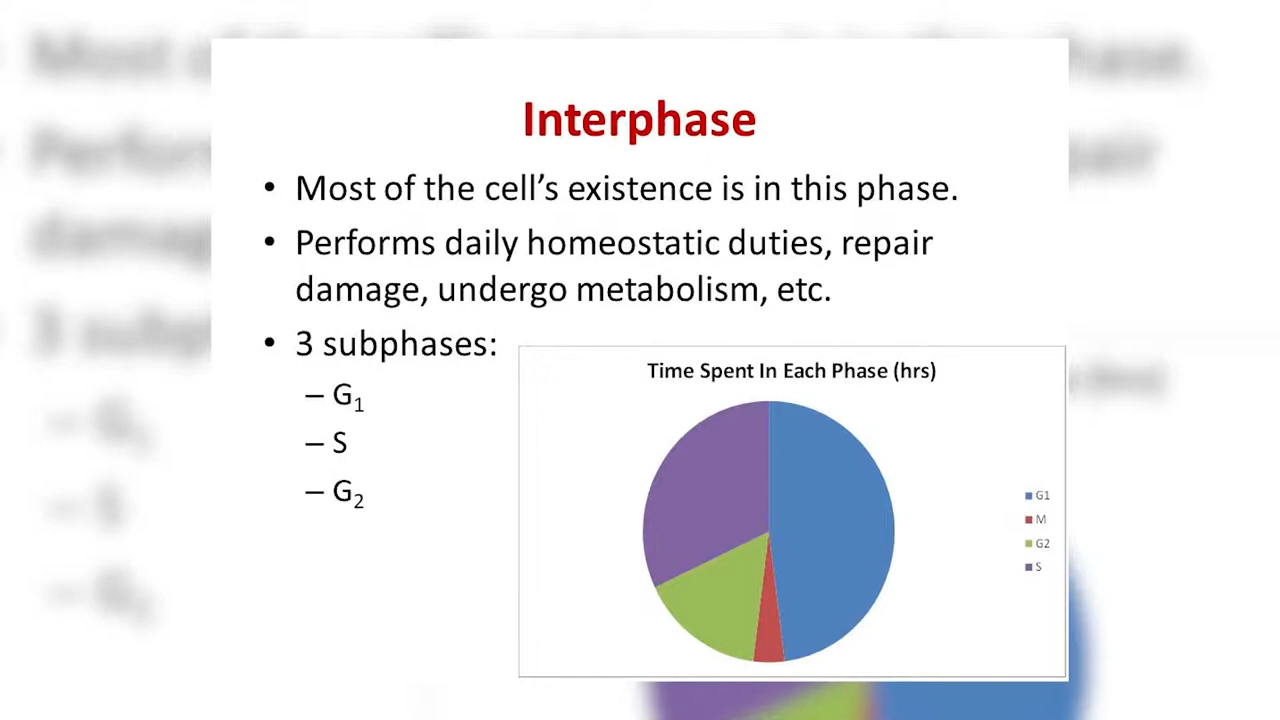 Interphase
• Most of the cell's existence is in this phase.
• Performs daily homeostatic duties, repair
damage, undergo metabolism, etc.
• 3 subphases:
– G₁
– S
– G₂
Time Spent In Each Phase (hrs)
G1
M
G2
S